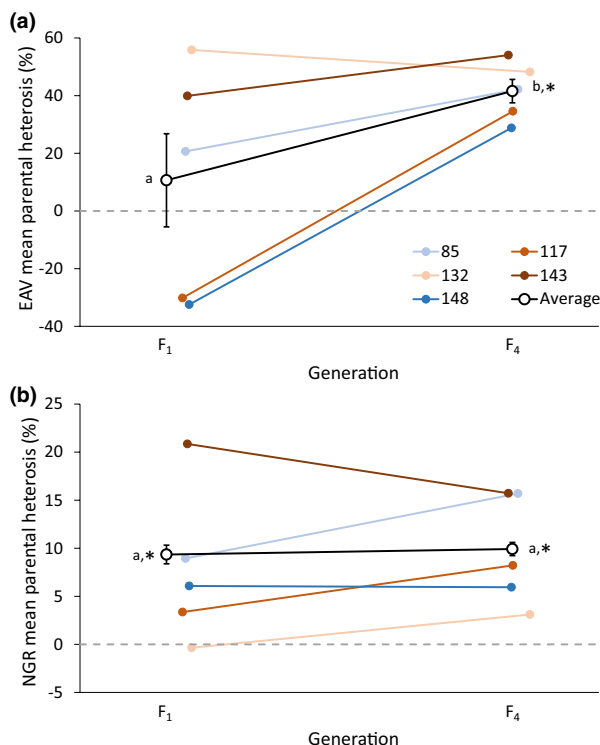 (a)
EAV mean parental heterosis (%)
60
40
20
0
-20
-40
a
b,*
85
117
132
143
148
Average
F₁
F₄
Generation
(b)
NGR mean parental heterosis (%)
25
20
15
10
5
0
-5
a,*
a,*
F₁
F₄
Generation